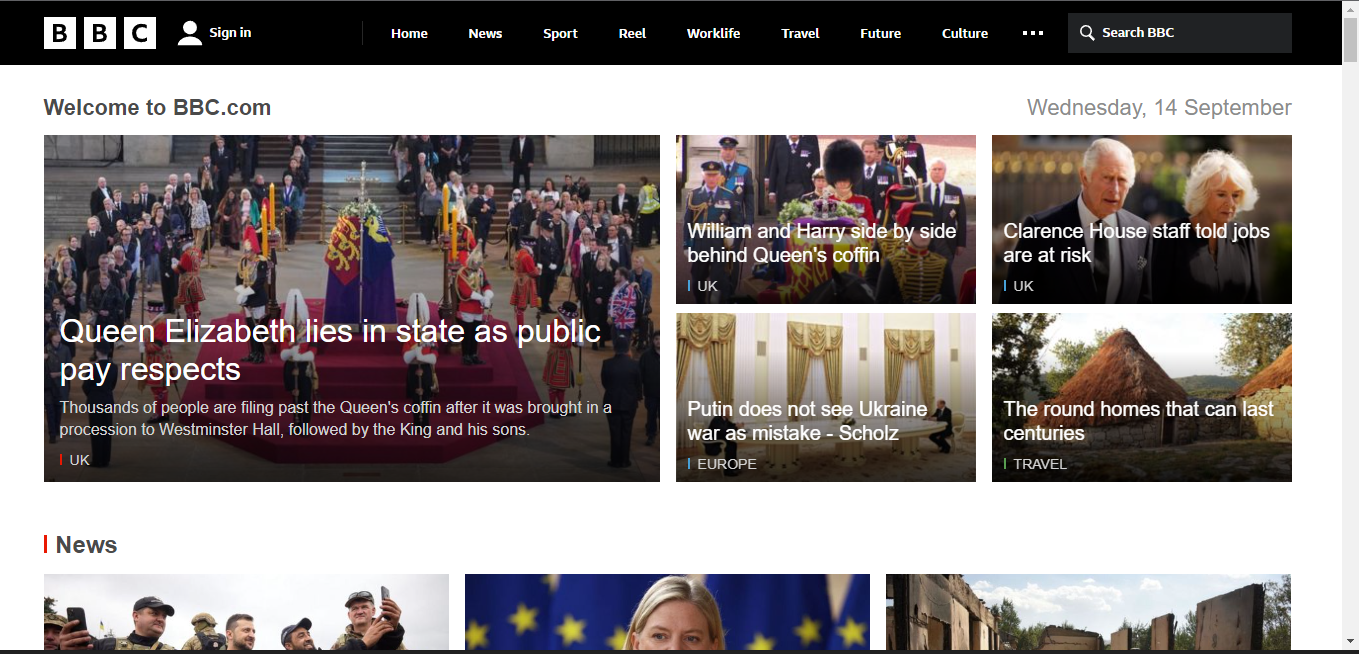 BBC
Sign in
Home
News
Sport
Reel
Worklife
Travel
Future
Culture
Search BBC
Welcome to BBC.com
Wednesday, 14 September
Queen Elizabeth lies in state as public
pay respects
Thousands of people are filing past the Queen's coffin after it was brought in a
procession to Westminster Hall, followed by the King and his sons.
UK
William and Harry side by side
behind Queen's coffin
UK
Clarence House staff told jobs
are at risk
UK
Putin does not see Ukraine
war as mistake - Scholz
EUROPE
The round homes that can last
centuries
TRAVEL
News